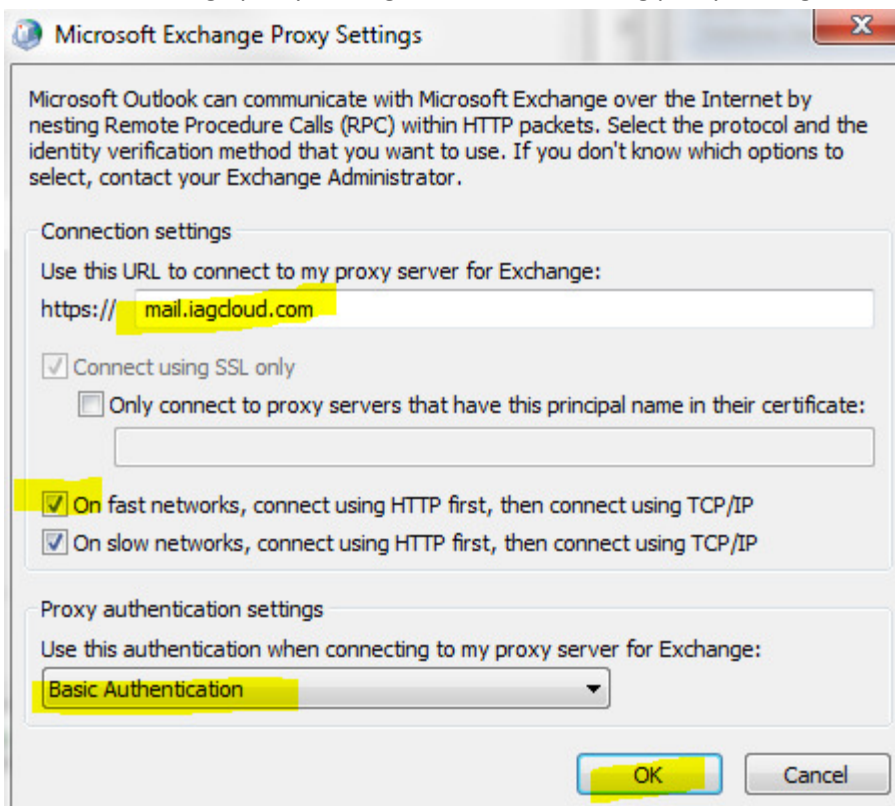 Microsoft Exchange Proxy Settings
Microsoft Outlook can communicate with Microsoft Exchange over the Internet by
nesting Remote Procedure Calls (RPC) within HTTP packets. Select the protocol and the
identity verification method that you want to use. If you don't know which options to
select, contact your Exchange Administrator.
Connection settings
Use this URL to connect to my proxy server for Exchange:
https:// mail.iagcloud.com
Connect using SSL only
Only connect to proxy servers that have this principal name in their certificate:
On fast networks, connect using HTTP first, then connect using TCP/IP
On slow networks, connect using HTTP first, then connect using TCP/IP
Proxy authentication settings
Use this authentication when connecting to my proxy server for Exchange:
Basic Authentication
OK Cancel